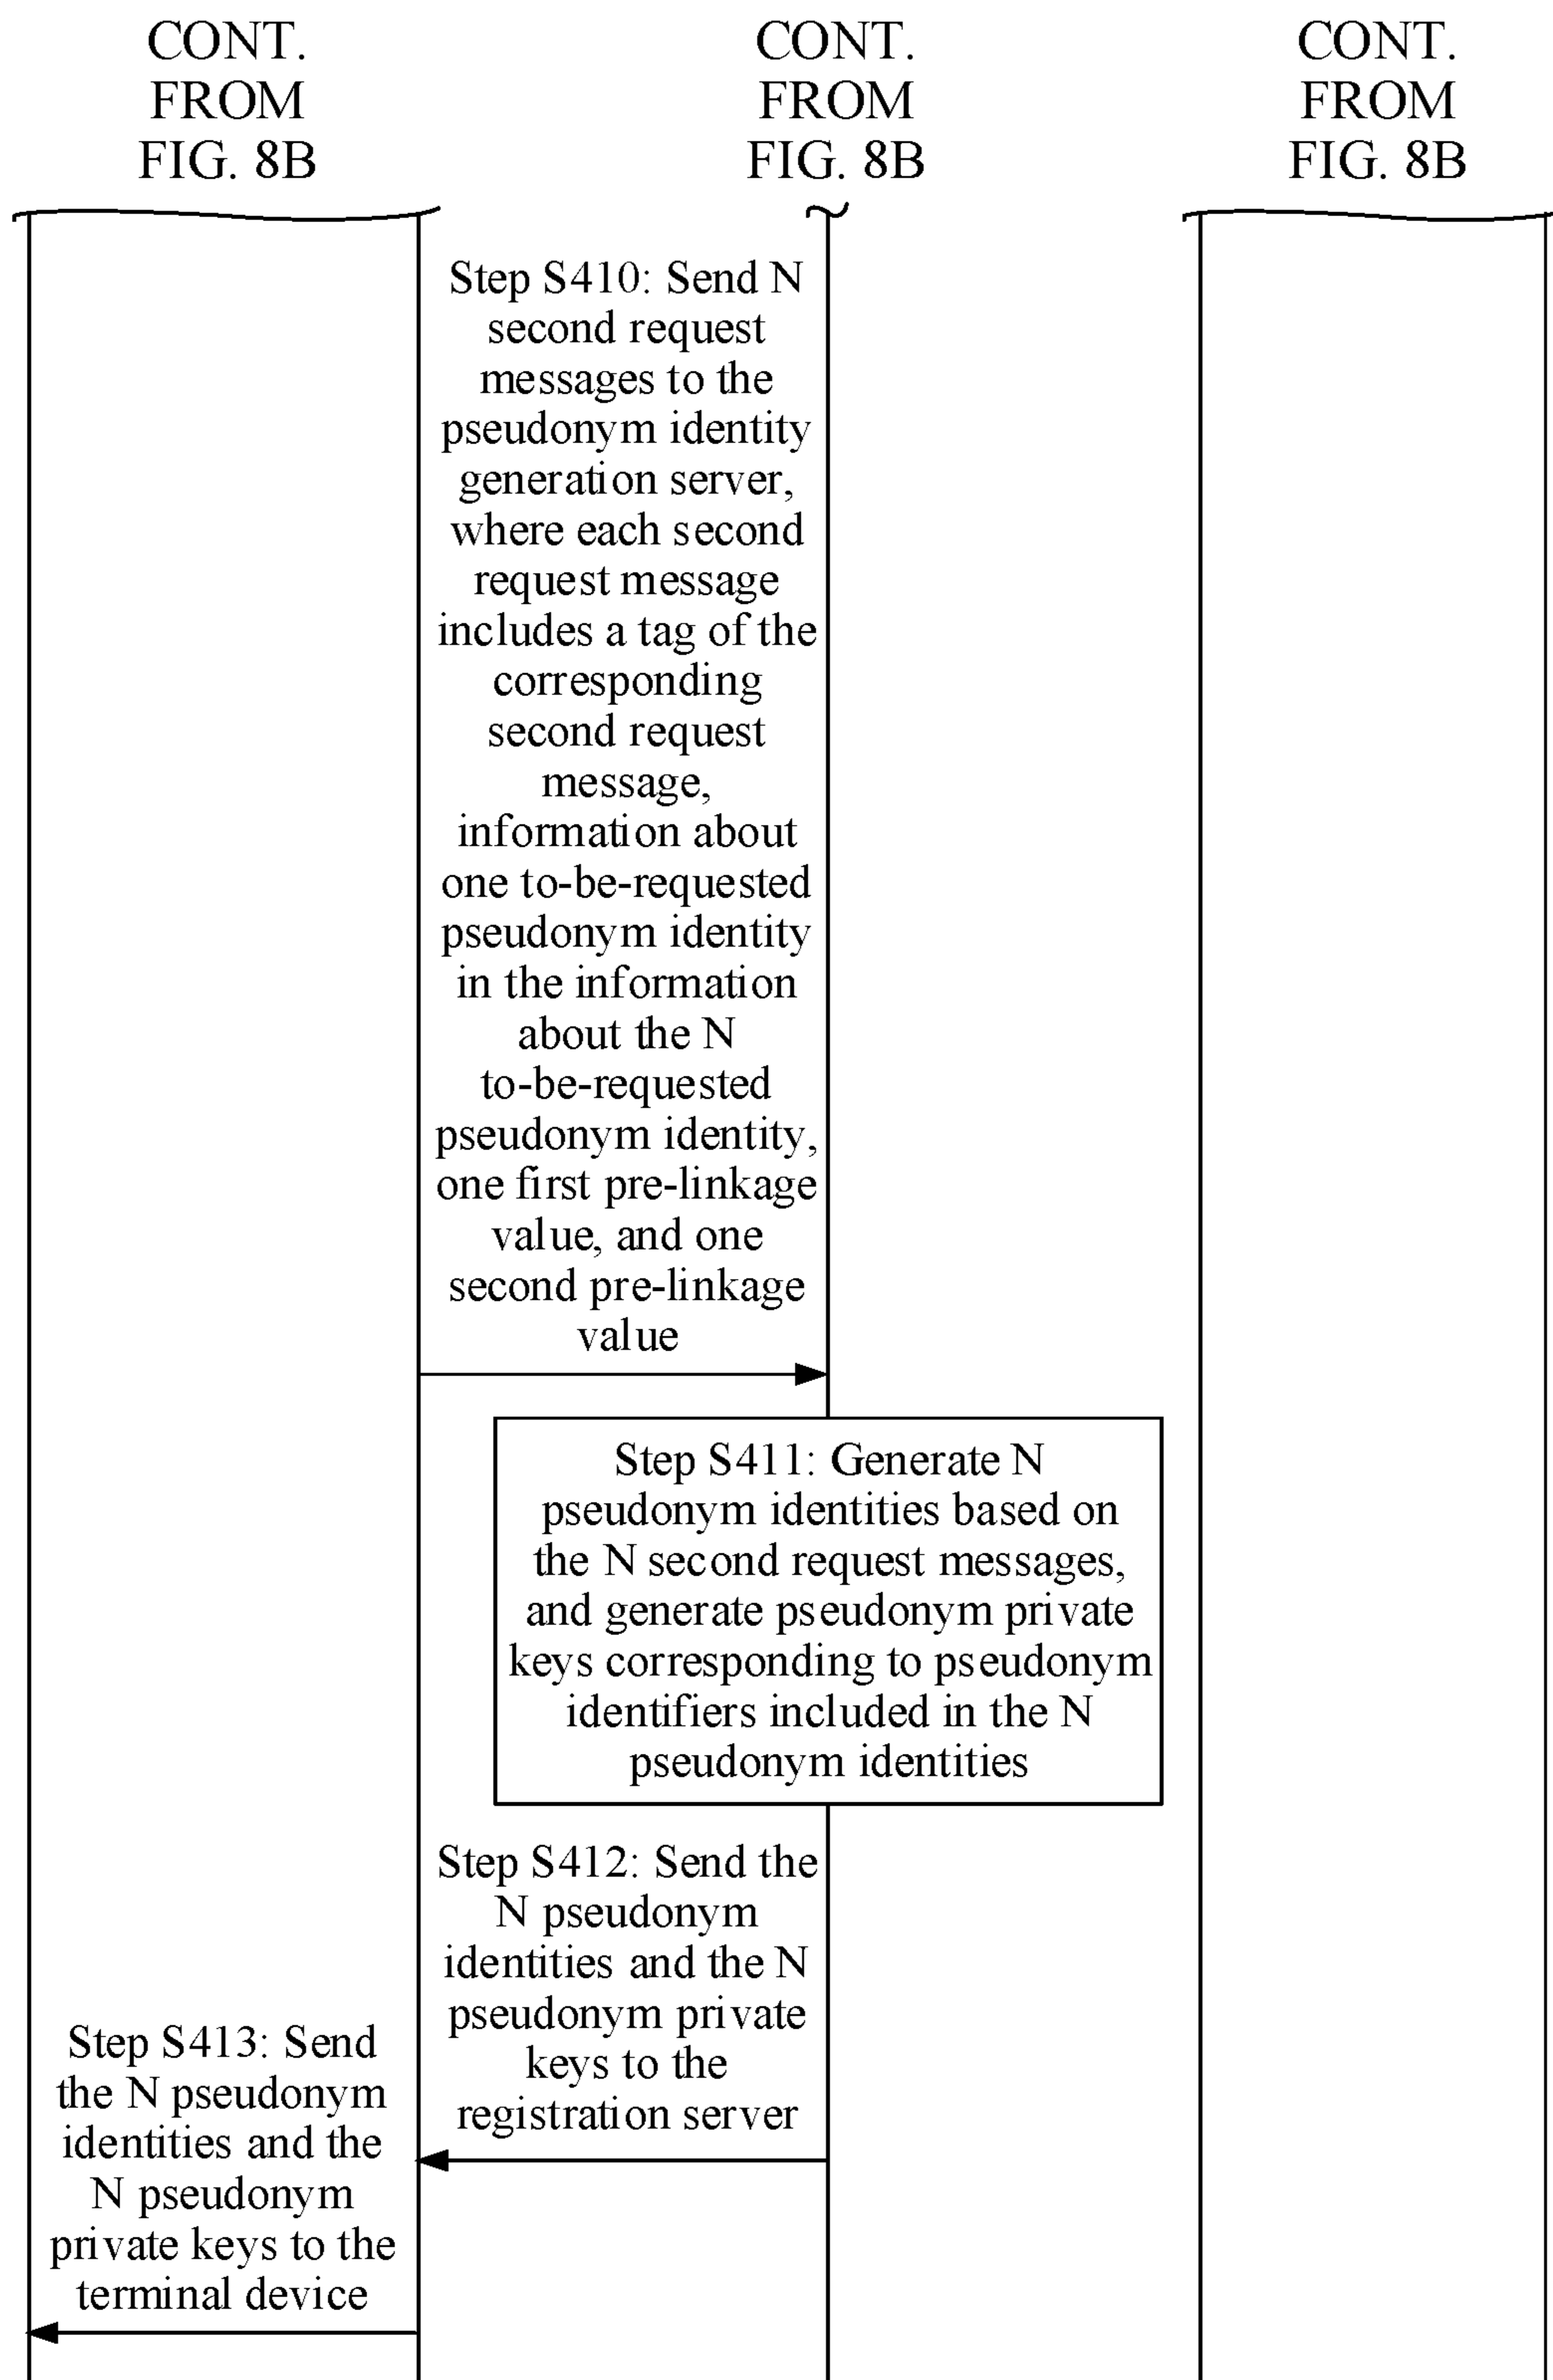 CONT.
FROM
FIG. 8B
CONT.
FROM
FIG. 8B
CONT.
FROM
FIG. 8B
Step S410: Send N
second request
messages to the
pseudonym identity
generation server,
where each second
request message
includes a tag of the
corresponding
second request
message,
information about
one to-be-requested
pseudonym identity
in the information
about the N
to-be-requested
pseudonym identity,
one first pre-linkage
value, and one
second pre-linkage
value
Step S411: Generate N
pseudonym identities based on
the N second request messages,
and generate pseudonym private
keys corresponding to pseudonym
identifiers included in the N
pseudonym identities
Step S412: Send the
N pseudonym
identities and the N
pseudonym private
keys to the
registration server
Step S413: Send
the N pseudonym
identities and the
N pseudonym
private keys to the
terminal device